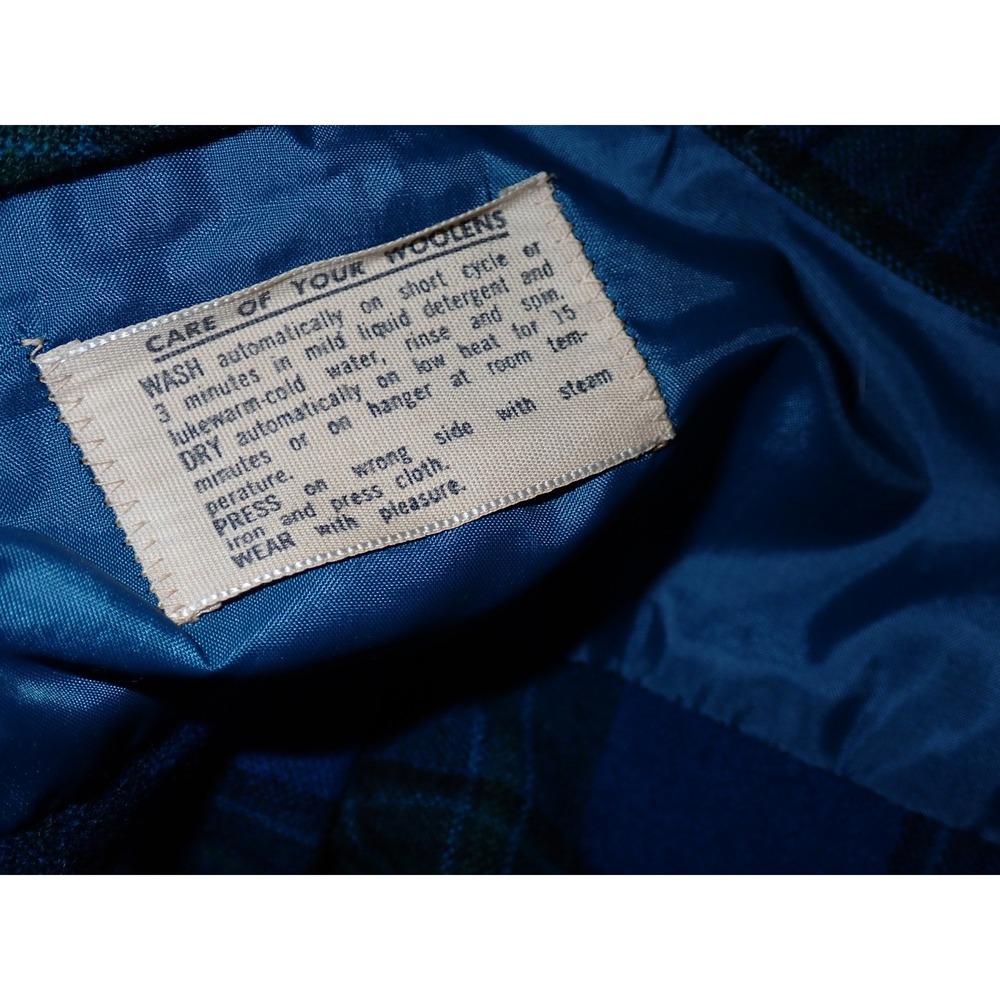 CARE OF YOUR WOOLENS
WASH automatically on short cycle or
3 minutes in mild liquid detergent and
lukewarm-cold water, rinse and spin.
DRY automatically on low heat for 15
minutes or on hanger at room tem-
perature.
PRESS on wrong side with steam
iron and press cloth.
WEAR with pleasure.